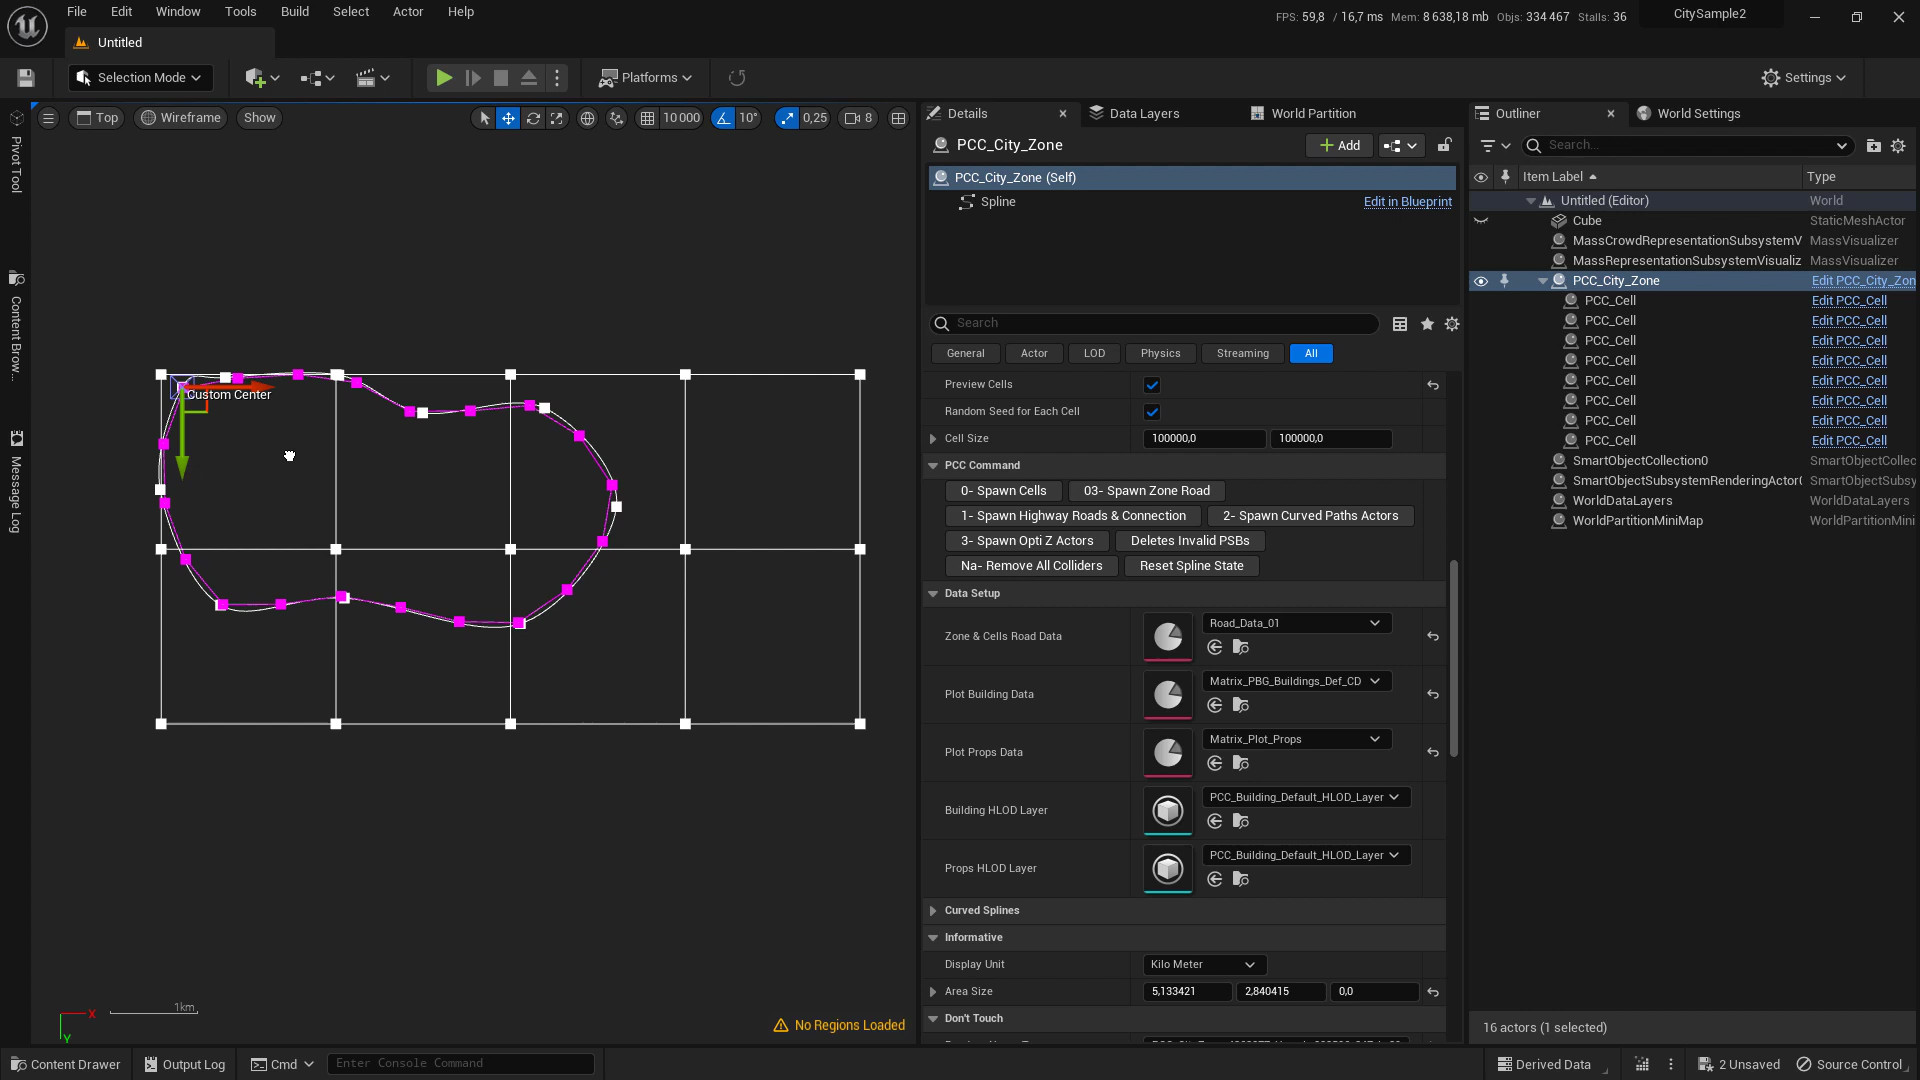 File Edit Window Tools Build Select Actor Help
FPS: 59,8 / 16,7 ms Mem: 8 638,18 mb Objs: 334 467 Stalls: 36
CitySample2
Untitled
Selection Mode
Platforms
Settings
Top Wireframe Show
10 000 10° 0,25 8
Pivot Tool
Content Brow...
Message Log
Custom Center
1km
X
Y
No Regions Loaded
Details Data Layers World Partition
PCC_City_Zone
Add
PCC_City_Zone (Self)
Spline Edit in Blueprint
Search
General Actor LOD Physics Streaming All
Preview Cells
Random Seed for Each Cell
Cell Size 100000,0 100000,0
PCC Command
0- Spawn Cells 03- Spawn Zone Road
1- Spawn Highway Roads & Connection 2- Spawn Curved Paths Actors
3- Spawn Opti Z Actors Deletes Invalid PSBs
Na- Remove All Colliders Reset Spline State
Data Setup
Zone & Cells Road Data Road_Data_01
Plot Building Data Matrix_PBG_Buildings_Def_CD
Plot Props Data Matrix_Plot_Props
Building HLOD Layer PCC_Building_Default_HLOD_Layer
Props HLOD Layer PCC_Building_Default_HLOD_Layer
Curved Splines
Informative
Display Unit Kilo Meter
Area Size 5,133421 2,840415 0,0
Don't Touch
Outliner World Settings
Search...
Item Label Type
Untitled (Editor) World
Cube StaticMeshActor
MassCrowdRepresentationSubsystemV MassVisualizer
MassRepresentationSubsystemVisualiz MassVisualizer
PCC_City_Zone Edit PCC_City_Zon
PCC_Cell Edit PCC_Cell
PCC_Cell Edit PCC_Cell
PCC_Cell Edit PCC_Cell
PCC_Cell Edit PCC_Cell
PCC_Cell Edit PCC_Cell
PCC_Cell Edit PCC_Cell
PCC_Cell Edit PCC_Cell
PCC_Cell Edit PCC_Cell
SmartObjectCollection0 SmartObjectCollec
SmartObjectSubsystemRenderingActor( SmartObjectSubsy
WorldDataLayers WorldDataLayers
WorldPartitionMiniMap WorldPartitionMini
16 actors (1 selected)
Content Drawer Output Log Cmd Enter Console Command
Derived Data 2 Unsaved Source Control